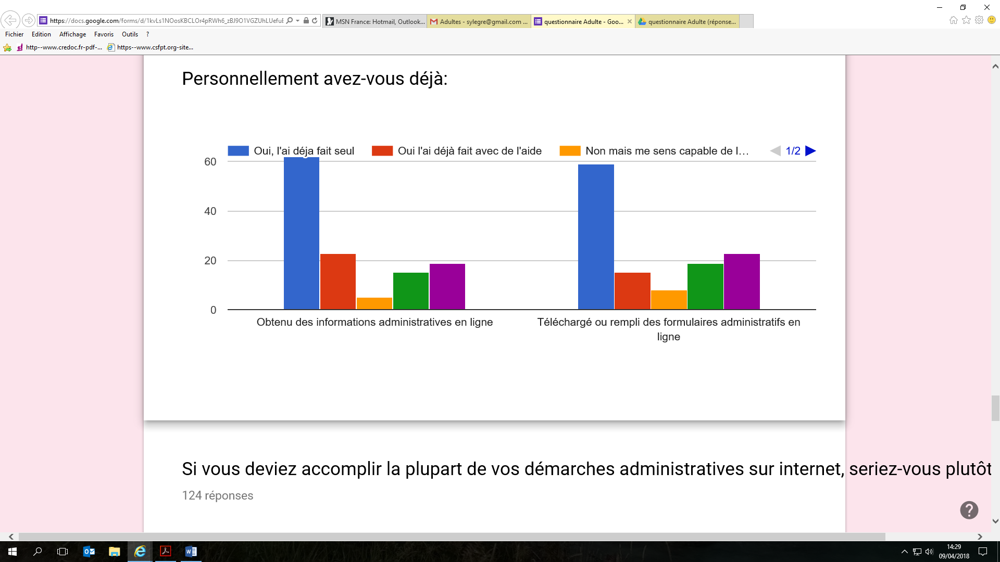 https://docs.google.com/forms/d/1kvLs1NOosKBCLOr4pRWh6_zBJ9O1VGZUhLUefuE
MSN France: Hotmail, Outlook...
Adultes - sylegre@gmail.com ...
questionnaire Adulte - Goo...
questionnaire Adulte (réponse...
Fichier Edition Affichage Favoris Outils ?
http--www.credoc.fr-pdf-... https--www.csfpt.org-site...
Personnellement avez-vous déjà:
Oui, l'ai déja fait seul
Oui l'ai déjà fait avec de l'aide
Non mais me sens capable de l…
1/2
60
40
20
0
Obtenu des informations administratives en ligne
Téléchargé ou rempli des formulaires administratifs en
ligne
Si vous deviez accomplir la plupart de vos démarches administratives sur internet, seriez-vous plutôt
124 réponses
14:29
09/04/2018